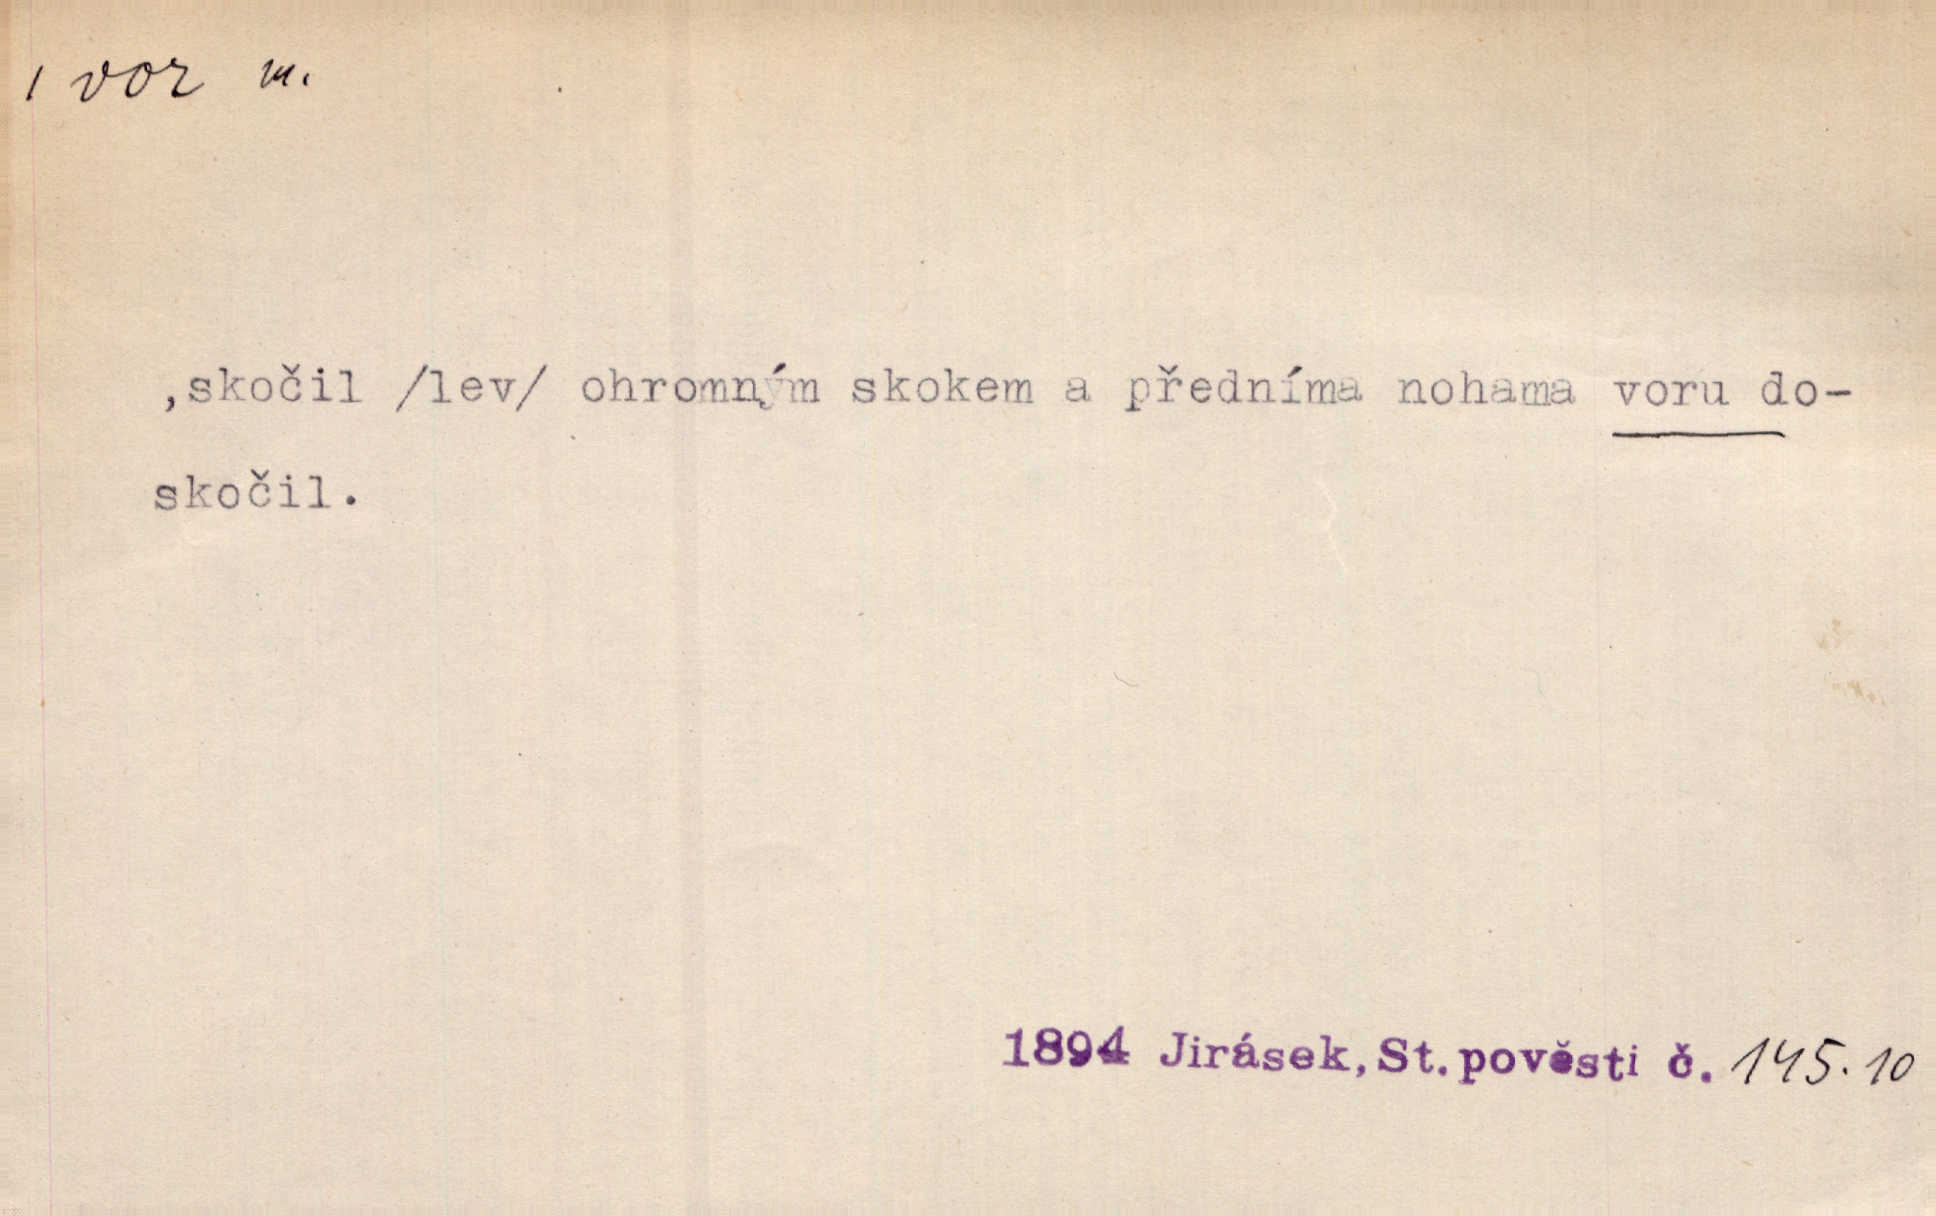 1 vor m.
,skočil /lev/ ohromným skokem a předníma nohama voru do-
skočil.
1894 Jirásek, St. pověsti č. 145.10